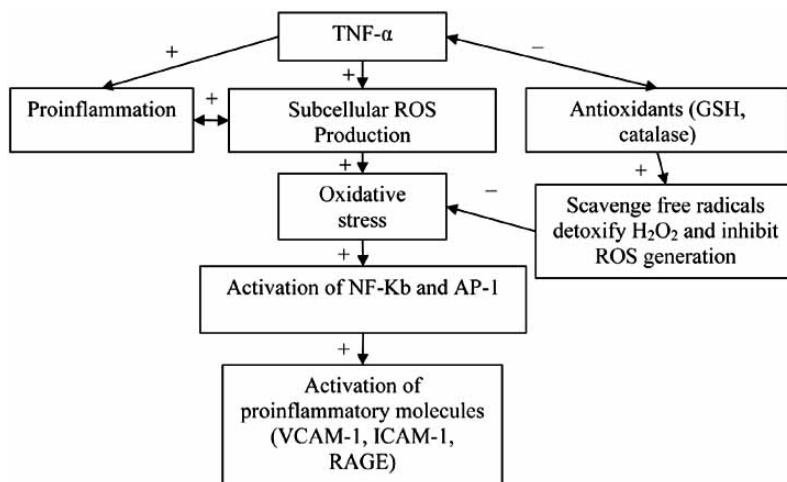 TNF-α
+
−
+
Proinflammation
+
Subcellular ROS
Production
Antioxidants (GSH,
catalase)
+
+
Oxidative
stress
−
Scavenge free radicals
detoxify H₂O₂ and inhibit
ROS generation
+
Activation of NF-Kb and AP-1
+
Activation of
proinflammatory molecules
(VCAM-1, ICAM-1,
RAGE)